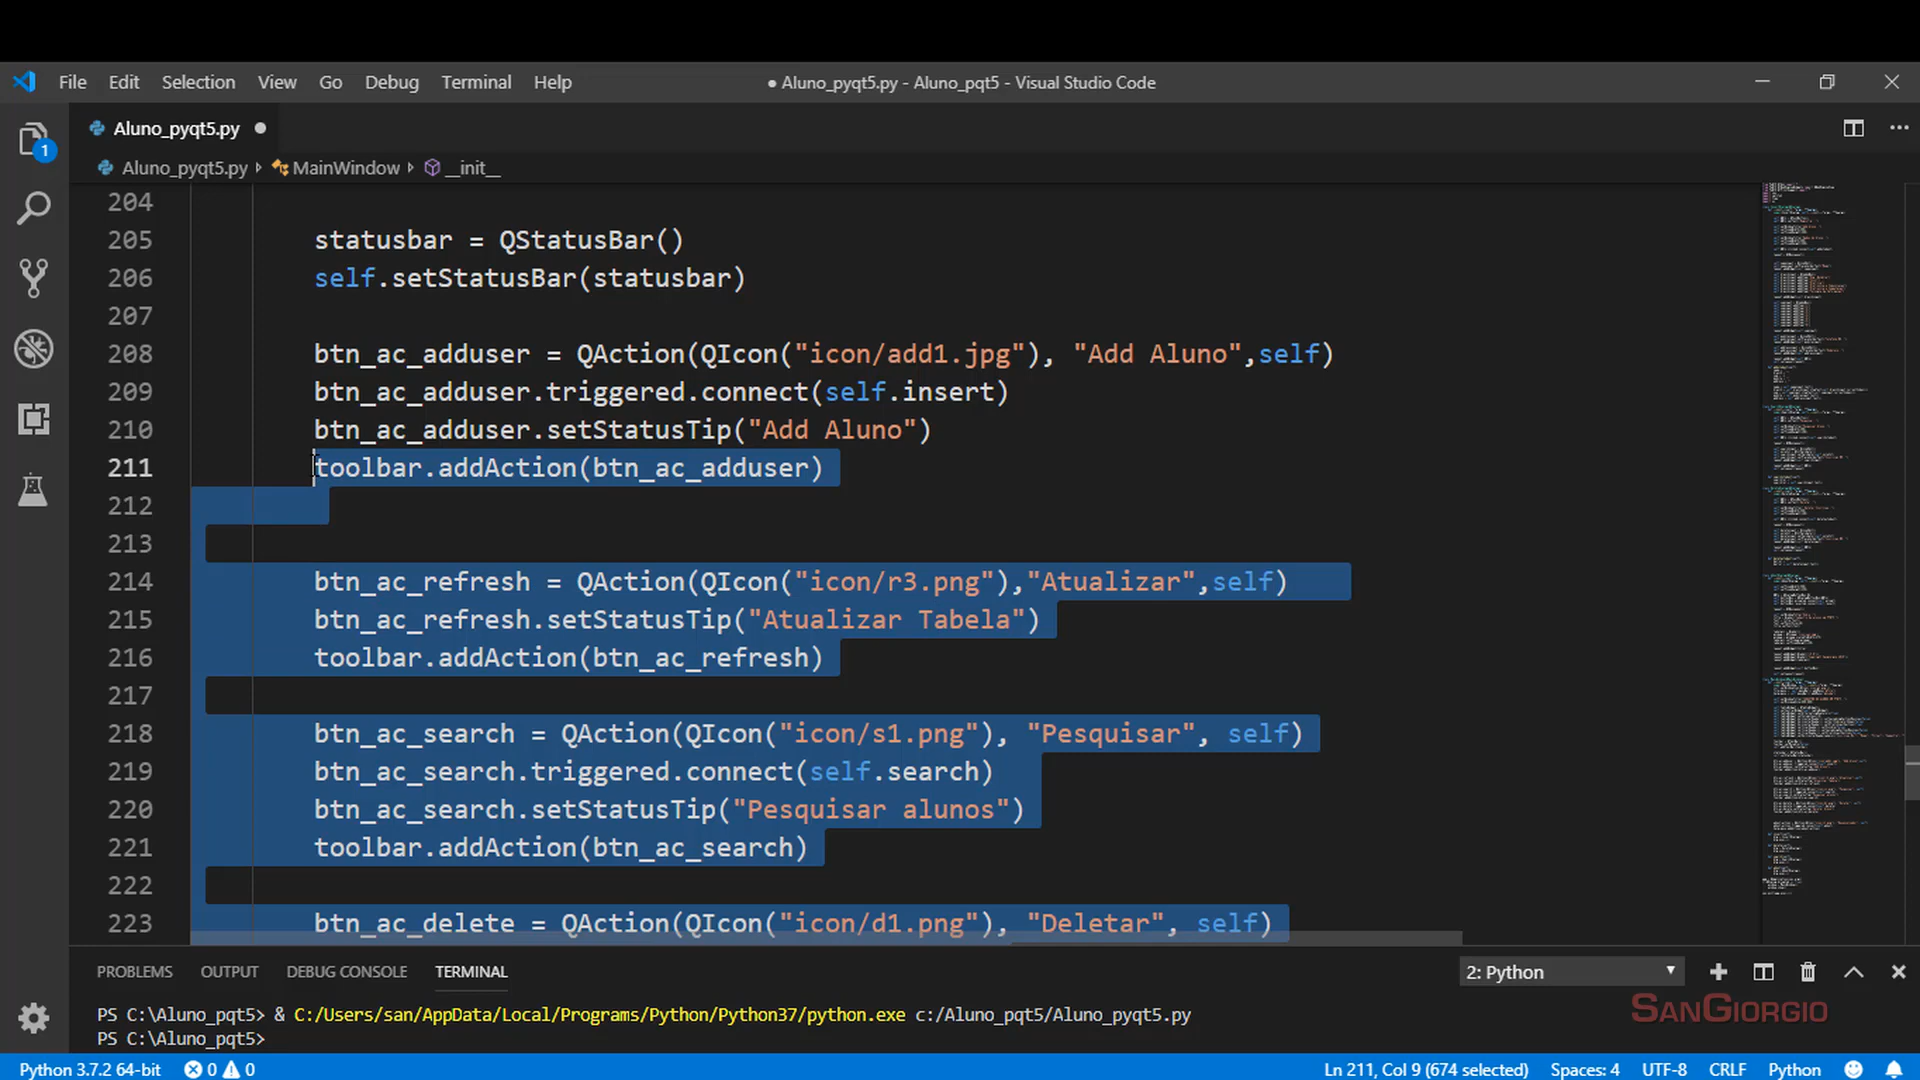 File Edit Selection View Go Debug Terminal Help
● Aluno_pyqt5.py - Aluno_pqt5 - Visual Studio Code
Aluno_pyqt5.py
1
Aluno_pyqt5.py MainWindow __init__
204
205 statusbar = QStatusBar()
206 self.setStatusBar(statusbar)
207
208 btn_ac_adduser = QAction(QIcon("icon/add1.jpg"), "Add Aluno",self)
209 btn_ac_adduser.triggered.connect(self.insert)
210 btn_ac_adduser.setStatusTip("Add Aluno")
211 toolbar.addAction(btn_ac_adduser)
212
213
214 btn_ac_refresh = QAction(QIcon("icon/r3.png"),"Atualizar",self)
215 btn_ac_refresh.setStatusTip("Atualizar Tabela")
216 toolbar.addAction(btn_ac_refresh)
217
218 btn_ac_search = QAction(QIcon("icon/s1.png"), "Pesquisar", self)
219 btn_ac_search.triggered.connect(self.search)
220 btn_ac_search.setStatusTip("Pesquisar alunos")
221 toolbar.addAction(btn_ac_search)
222
223 btn_ac_delete = QAction(QIcon("icon/d1.png"), "Deletar", self)
PROBLEMS OUTPUT DEBUG CONSOLE TERMINAL 2: Python
PS C:\Aluno_pqt5> & C:/Users/san/AppData/Local/Programs/Python/Python37/python.exe c:/Aluno_pqt5/Aluno_pyqt5.py
PS C:\Aluno_pqt5>
SANGIORGIO
Python 3.7.2 64-bit 0 0 Ln 211, Col 9 (674 selected) Spaces: 4 UTF-8 CRLF Python